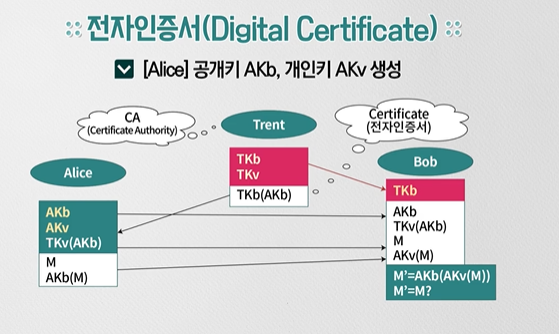 전자인증서(Digital Certificate)
[Alice] 공개키 AKb, 개인키 AKv 생성
CA
(Certificate Authority)
Trent
Certificate
(전자인증서)
Alice
TKb
TKv
TKb(AKb)
Bob
TKb
AKb
AKv
TKv(AKb)
M
AKb(M)
AKb
TKv(AKb)
M
AKv(M)
M'=AKb(AKv(M))
M'=M?